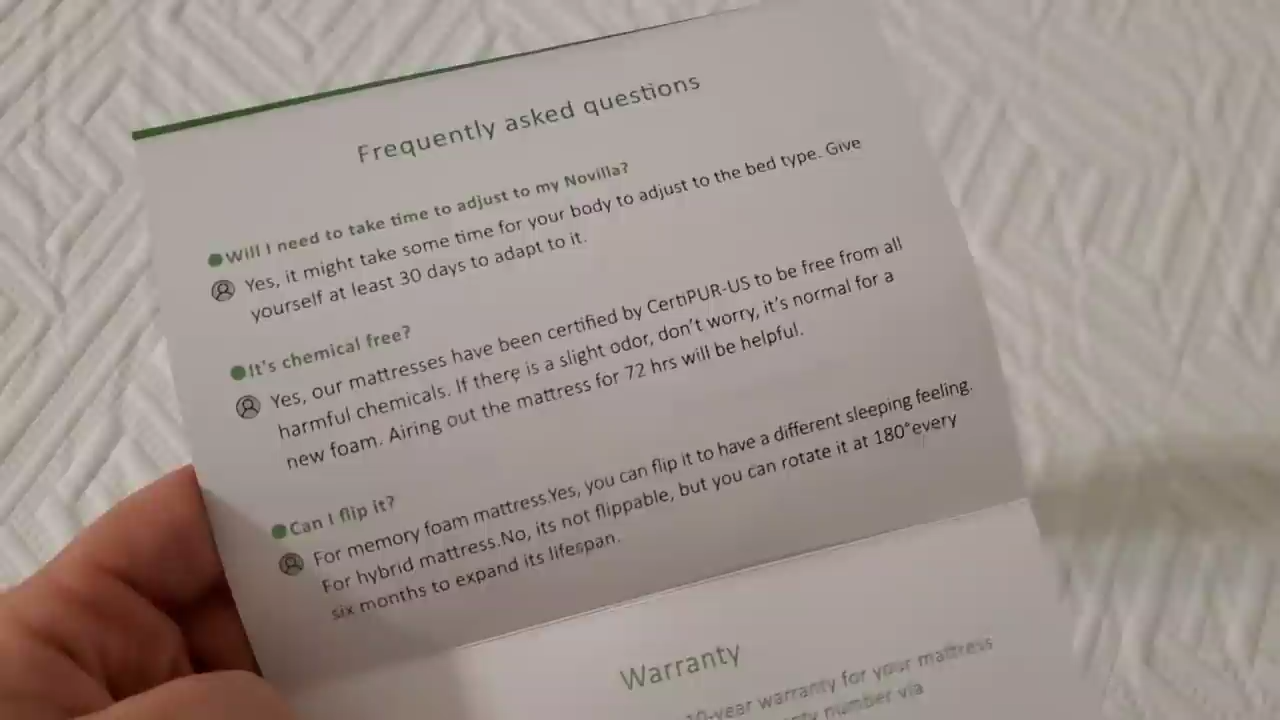 Frequently asked questions
Will I need to take time to adjust to my Novilla?
Yes, it might take some time for your body to adjust to the bed type. Give
yourself at least 30 days to adapt to it.
It's chemical free?
Yes, our mattresses have been certified by CertiPUR-US to be free from all
harmful chemicals. If there is a slight odor, don't worry, it's normal for a
new foam. Airing out the mattress for 72 hrs will be helpful.
Can I flip it?
For memory foam mattress.Yes, you can flip it to have a different sleeping feeling.
For hybrid mattress.No, its not flippable, but you can rotate it at 180°every
six months to expand its lifespan.
Warranty
10-year warranty for your mattress
number via